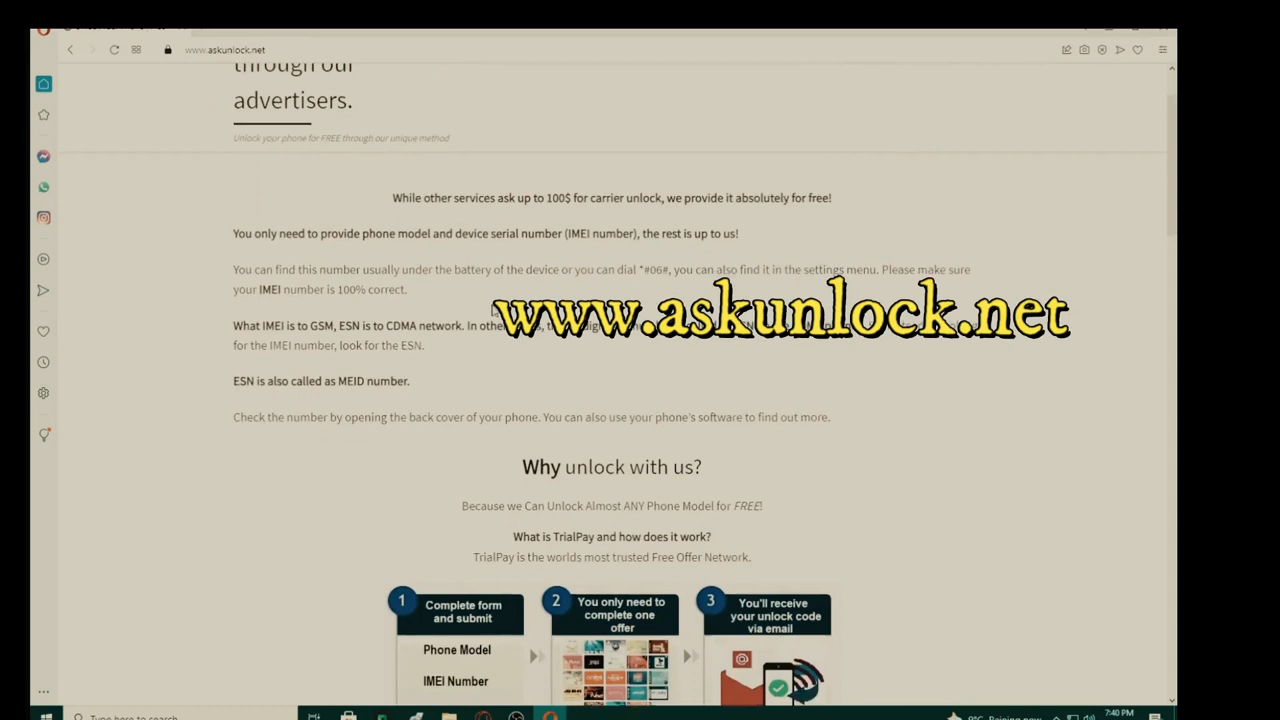 www.askunlock.net
through our
advertisers.
Unlock your phone for FREE through our unique method
While other services ask up to 100$ for carrier unlock, we provide it absolutely for free!
You only need to provide phone model and device serial number (IMEI number), the rest is up to us!
You can find this number usually under the battery of the device or you can dial *#06#, you can also find it in the settings menu. Please make sure
your IMEI number is 100% correct.
www.askunlock.net
What IMEI is to GSM, ESN is to CDMA network. In other
for the IMEI number, look for the ESN.
ESN is also called as MEID number.
Check the number by opening the back cover of your phone. You can also use your phone's software to find out more.
Why unlock with us?
Because we Can Unlock Almost ANY Phone Model for FREE!
What is TrialPay and how does it work?
TrialPay is the worlds most trusted Free Offer Network.
1 Complete form
and submit
Phone Model
IMEI Number
2 You only need to
complete one
offer
3 You'll receive
your unlock code
via email
Type here to search
9°C Raining now
7:40 PM